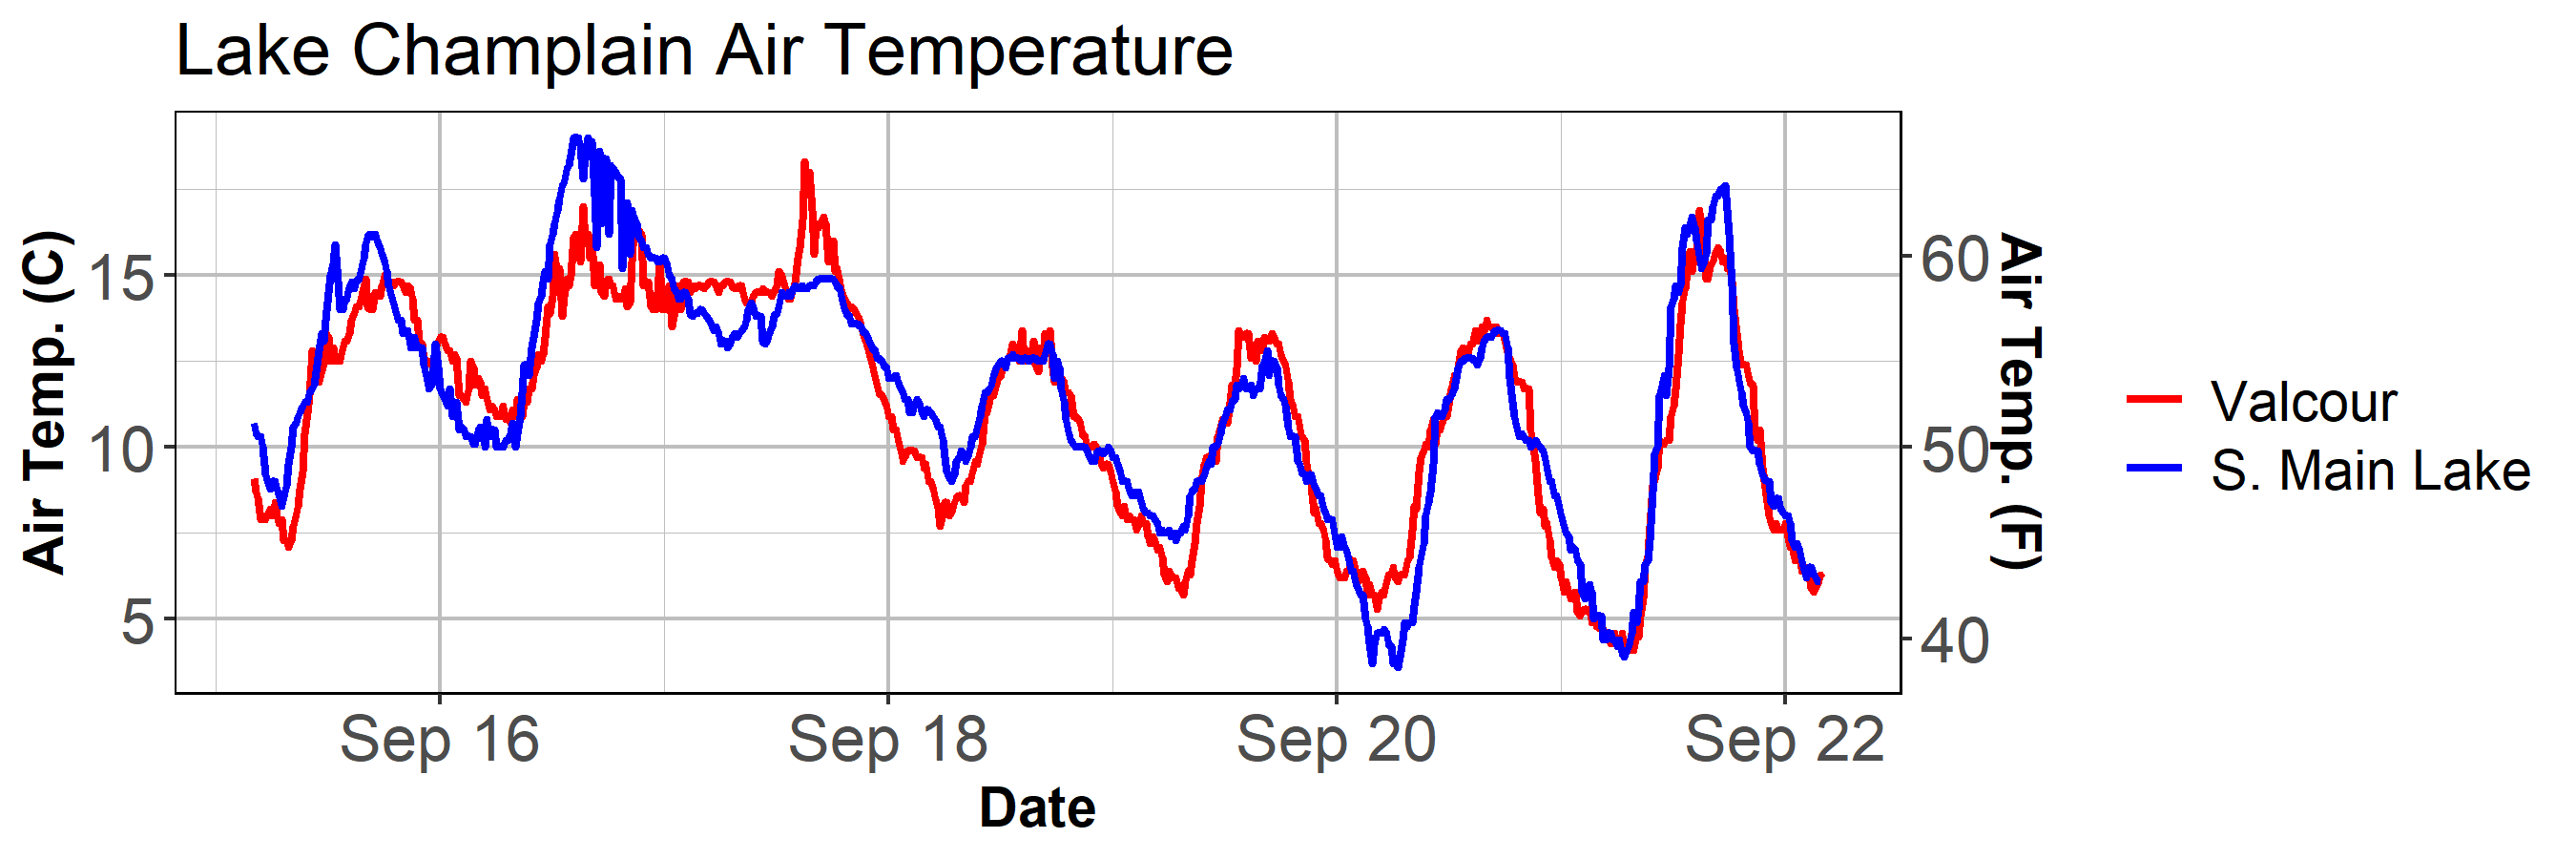 Lake Champlain Air Temperature
Air Temp. (C)
15
10
5
60
50
40
Air Temp. (F)
Sep 16
Sep 18
Sep 20
Sep 22
Date
Valcour
S. Main Lake